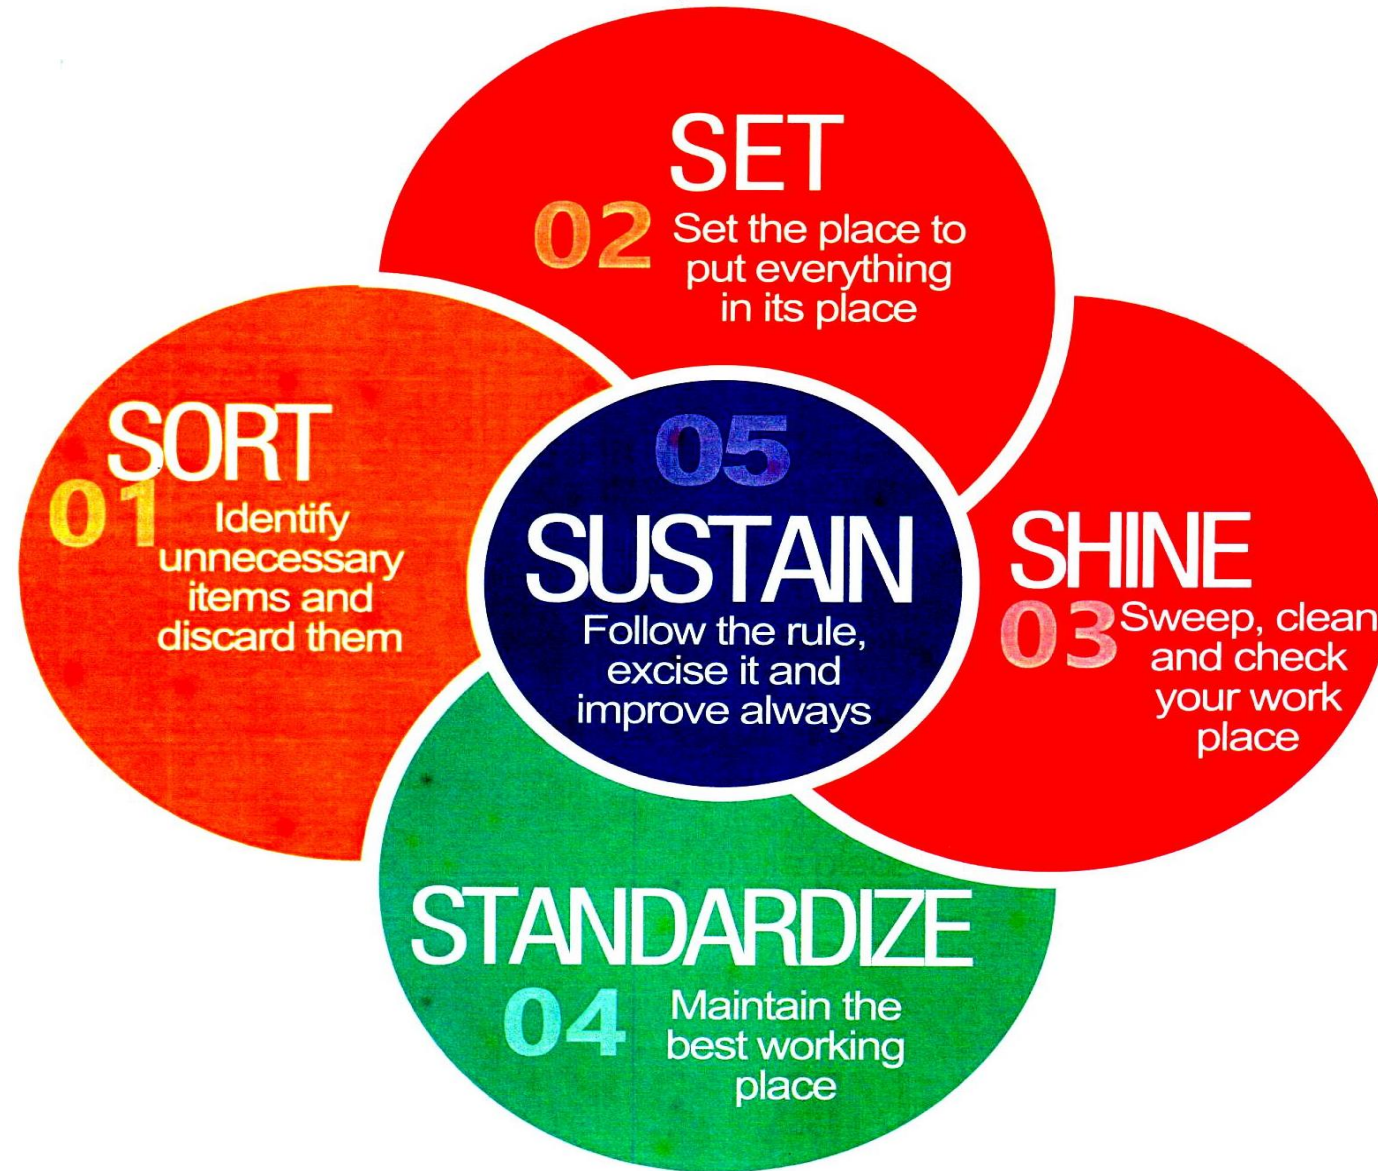 SORT
01
Identify
unnecessary
items and
discard them
SET
02
Set the place to
put everything
in its place
SHINE
03
Sweep, clean
and check
your work
place
STANDARDIZE
04
Maintain the
best working
place
05
SUSTAIN
Follow the rule,
excise it and
improve always